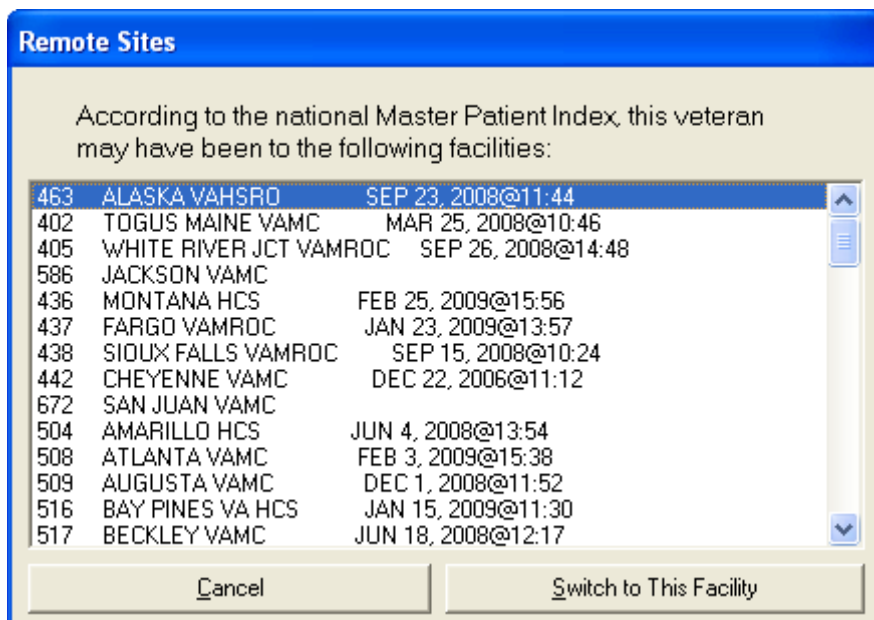 Remote Sites
According to the national Master Patient Index, this veteran
may have been to the following facilities:
463 ALASKA VAHSRO SEP 23, 2008@11:44
402 TOGUS MAINE VAMC MAR 25, 2008@10:46
405 WHITE RIVER JCT VAMROC SEP 26, 2008@14:48
586 JACKSON VAMC
436 MONTANA HCS FEB 25, 2009@15:56
437 FARGO VAMROC JAN 23, 2009@13:57
438 SIOUX FALLS VAMROC SEP 15, 2008@10:24
442 CHEYENNE VAMC DEC 22, 2006@11:12
672 SAN JUAN VAMC
504 AMARILLO HCS JUN 4, 2008@13:54
508 ATLANTA VAMC FEB 3, 2009@15:38
509 AUGUSTA VAMC DEC 1, 2008@11:52
516 BAY PINES VA HCS JAN 15, 2009@11:30
517 BECKLEY VAMC JUN 18, 2008@12:17
Cancel Switch to This Facility